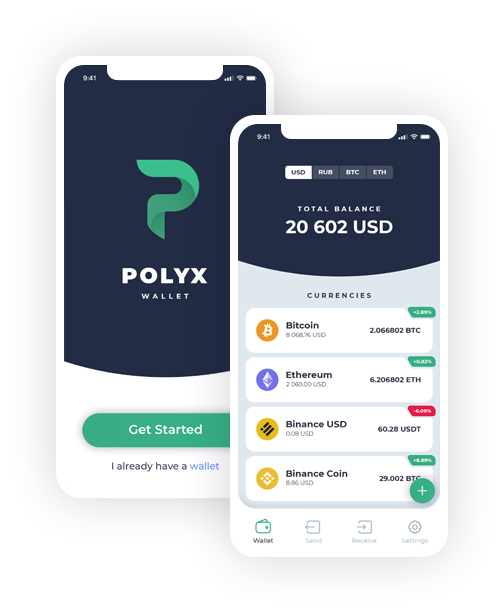 9:41
POLYX
WALLET
Get Started
I already have a wallet
9:41
USD RUB BTC ETH
TOTAL BALANCE
20 602 USD
CURRENCIES
+2.89%
Bitcoin
8 068.76 USD
2.066802 BTC
+0.82%
Ethereum
2 060.00 USD
6.206802 ETH
-6.09%
Binance USD
0.08 USD
60.28 USDT
+8.89%
Binance Coin
8.86 USD
29.002 BTC
Wallet Send Receive Settings